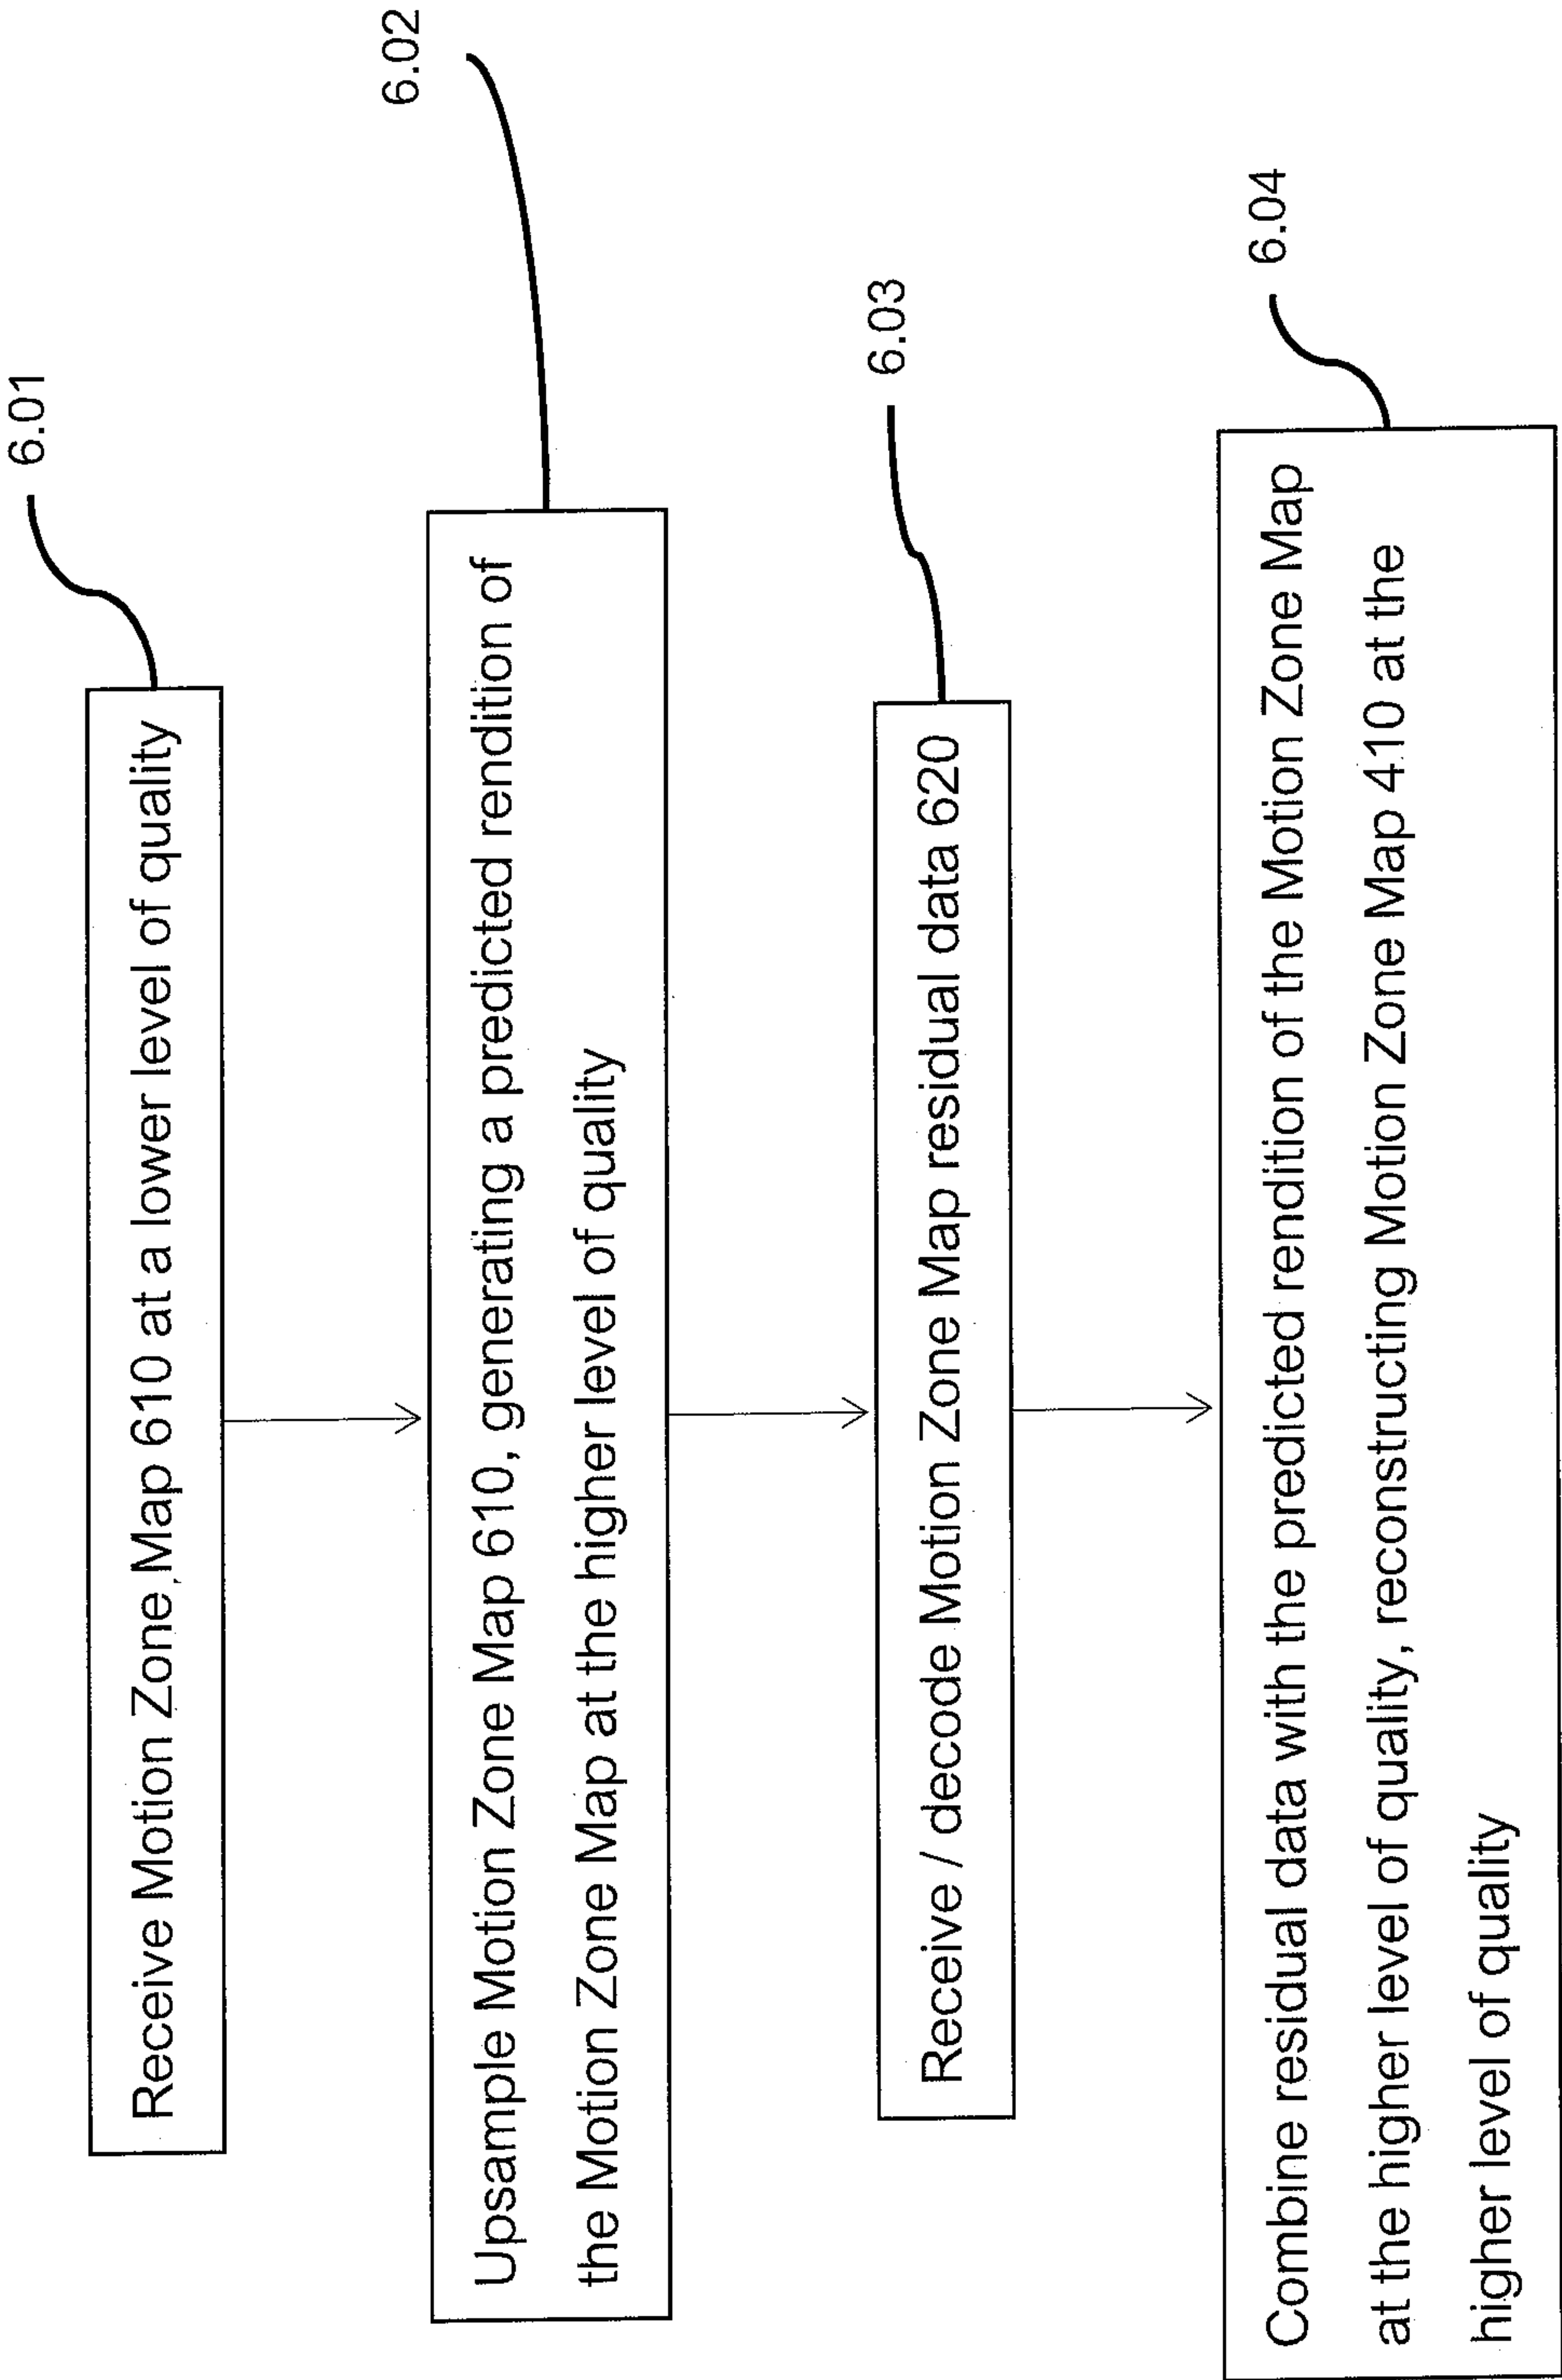 6.01
Receive Motion Zone Map 610 at a lower level of quality
6.02
Upsample Motion Zone Map 610, generating a predicted rendition of
the Motion Zone Map at the higher level of quality
6.03
Receive / decode Motion Zone Map residual data 620
6.04
Combine residual data with the predicted rendition of the Motion Zone Map
at the higher level of quality, reconstructing Motion Zone Map 410 at the
higher level of quality